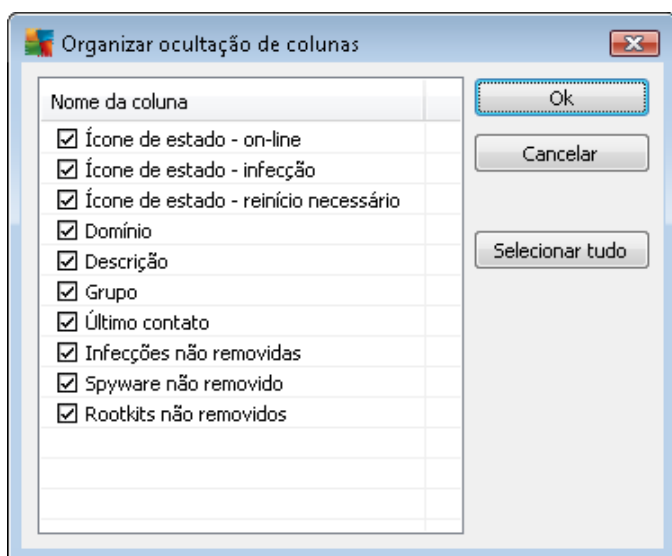 Organizar ocultação de colunas
Nome da coluna
Ícone de estado - on-line
Ícone de estado - infecção
Ícone de estado - reinício necessário
Domínio
Descrição
Grupo
Último contato
Infecções não removidas
Spyware não removido
Rootkits não removidos
Ok
Cancelar
Selecionar tudo